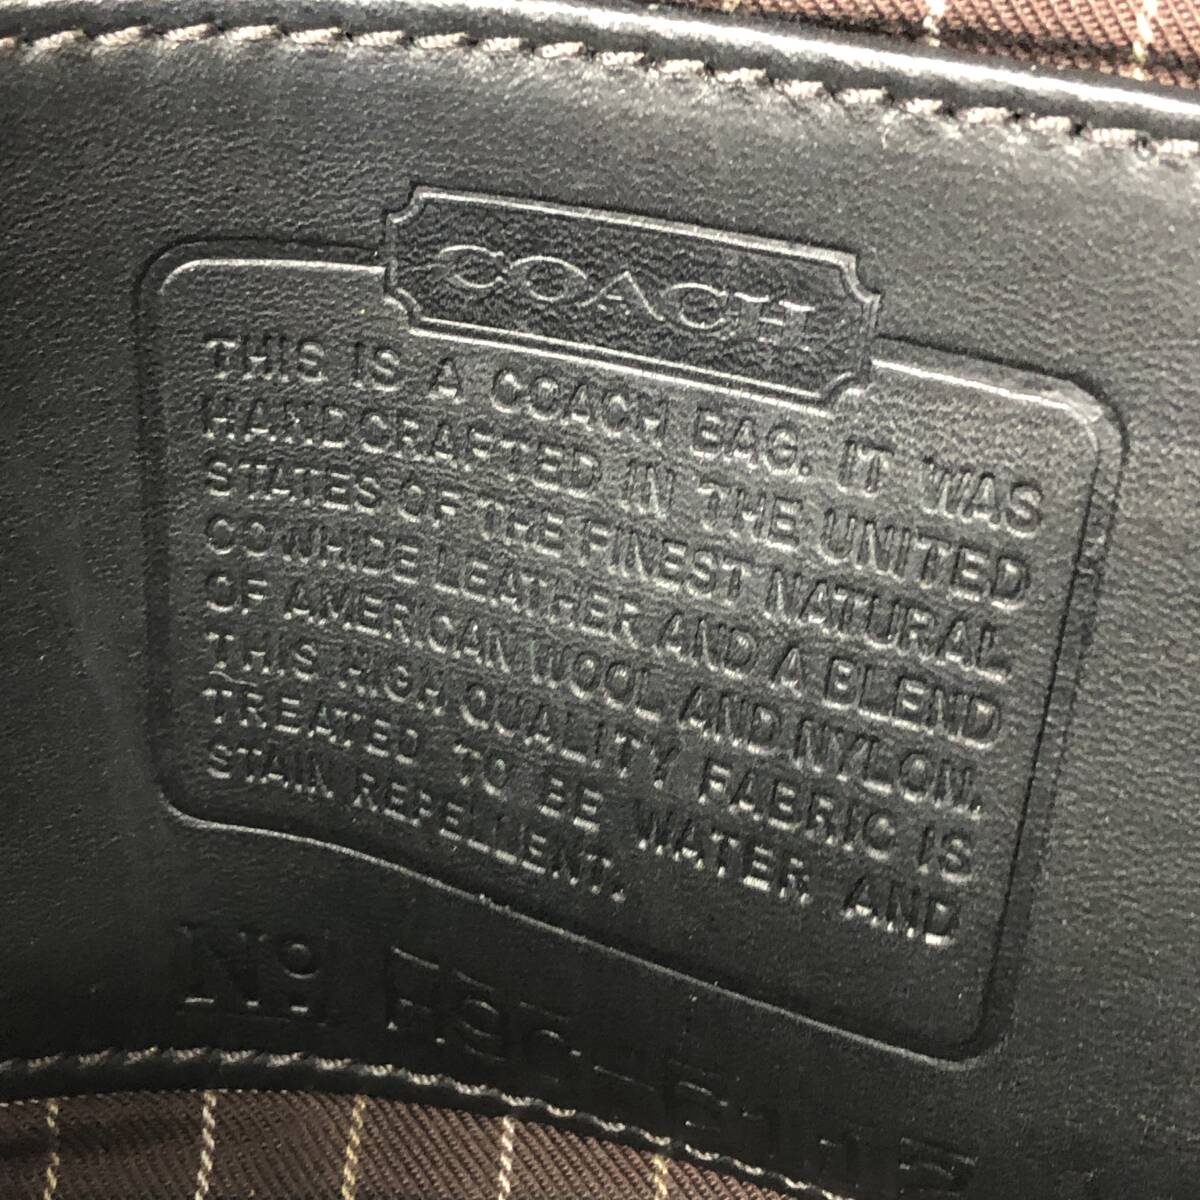 COACH
THIS IS A COACH BAG. IT WAS
HANDCRAFTED IN THE UNITED
STATES OF THE FINEST NATURAL
COWHIDE LEATHER AND A BLEND
OF AMERICAN WOOL AND NYLON.
THIS HIGH QUALITY FABRIC IS
TREATED TO BE WATER AND
STAIN REPELLENT.
No